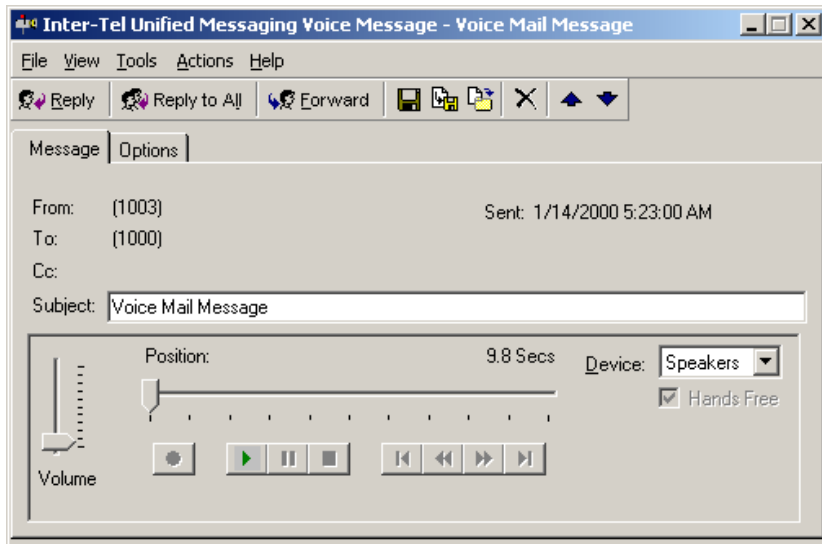 Inter-Tel Unified Messaging Voice Message - Voice Mail Message
File View Tools Actions Help
Reply Reply to All Forward
Message Options
From: (1003) Sent: 1/14/2000 5:23:00 AM
To: (1000)
Cc:
Subject: Voice Mail Message
Position: 9.8 Secs Device: Speakers
Hands Free
Volume